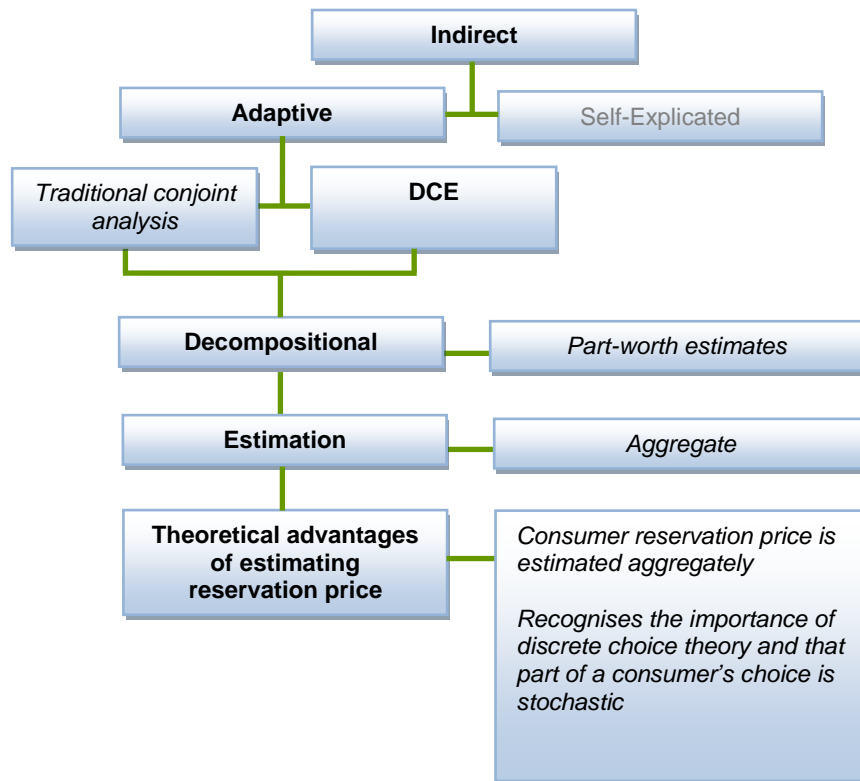 Indirect
Adaptive
Self-Explicated
Traditional conjoint
analysis
DCE
Decompositional
Part-worth estimates
Estimation
Aggregate
Theoretical advantages
of estimating
reservation price
Consumer reservation price is
estimated aggregately
Recognises the importance of
discrete choice theory and that
part of a consumer’s choice is
stochastic